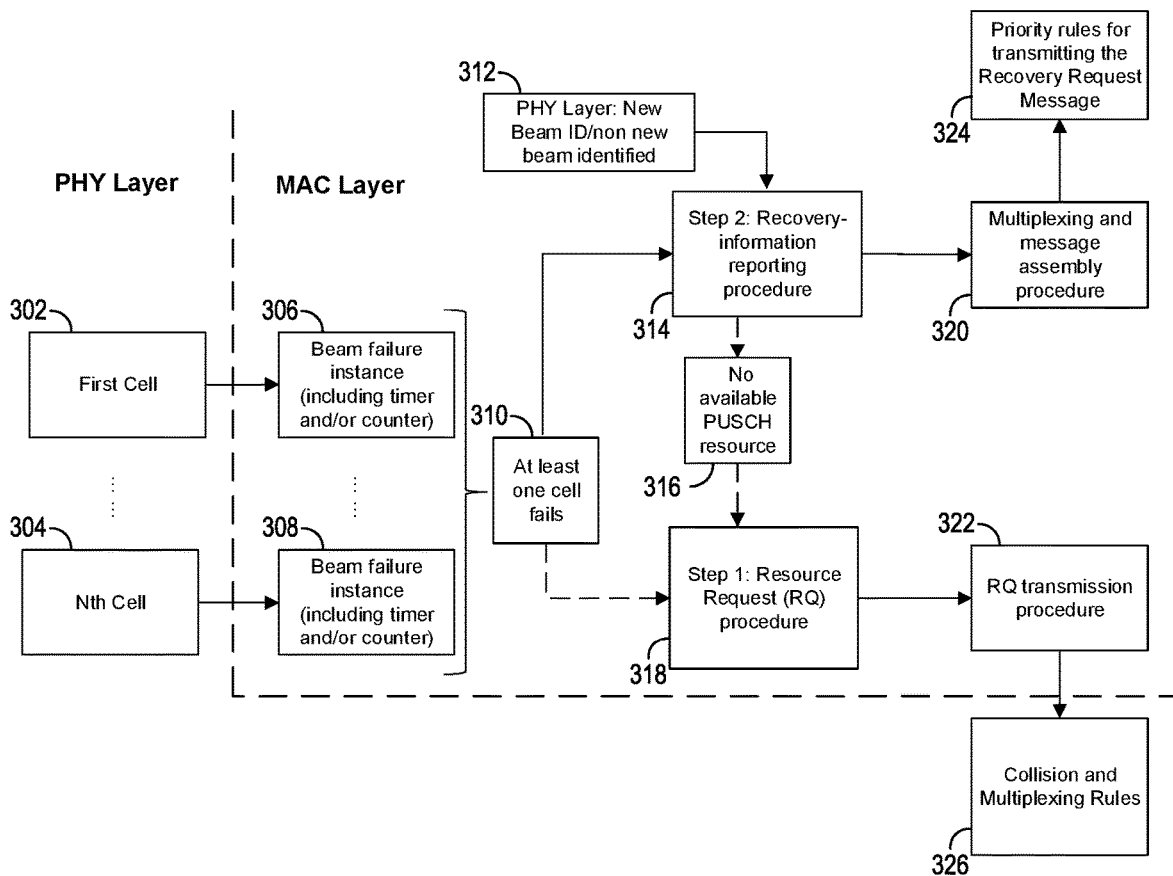 312
PHY Layer: New
Beam ID/non new
beam identified
Priority rules for
transmitting the
Recovery Request
Message
324
PHY Layer
MAC Layer
Step 2: Recovery-
information
reporting
procedure
314
Multiplexing and
message
assembly
procedure
320
302
First Cell
306
Beam failure
instance
(including timer
and/or counter)
310
At least
one cell
fails
No
available
PUSCH
resource
316
304
Nth Cell
308
Beam failure
instance
(including timer
and/or counter)
Step 1: Resource
Request (RQ)
procedure
318
322
RQ transmission
procedure
Collision and
Multiplexing Rules
326